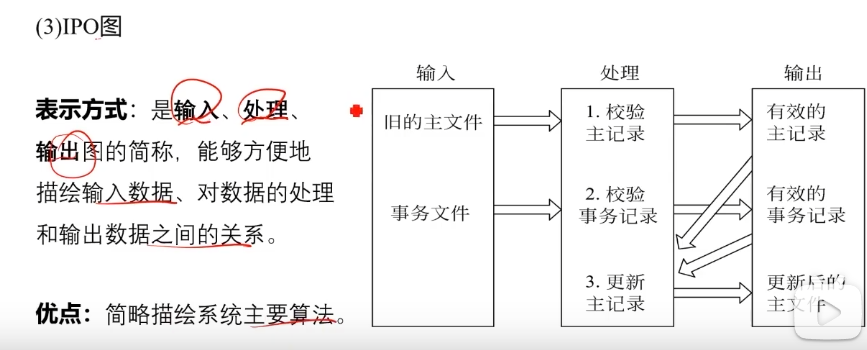 (3)IPO图
表示方式：是输入、处理、
输出图的简称，能够方便地
描绘输入数据、对数据的处理
和输出数据之间的关系。
优点：简略描绘系统主要算法。
输入
旧的主文件
事务文件
处理
1. 校验
主记录
2. 校验
事务记录
3. 更新
主记录
输出
有效的
主记录
有效的
事务记录
更新后的
主文件